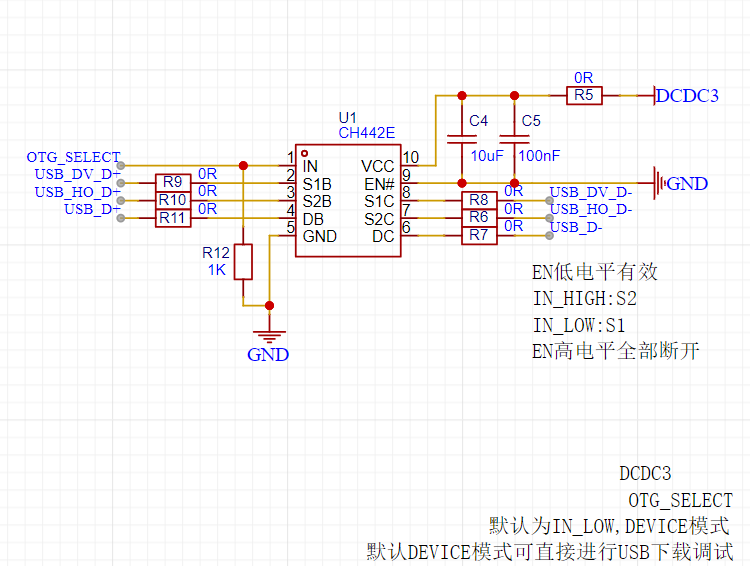 0R
R5
DCDC3
U1
CH442E
C4
C5
10uF
100nF
OTG_SELECT
USB_DV_D+
USB_HO_D+
USB_D+
0R
R9
0R
R10
0R
R11
1
IN
2
S1B
3
S2B
4
DB
5
GND
VCC
10
EN#
9
S1C
8
S2C
7
DC
6
GND
R8
0R
USB_DV_D-
R6
0R
USB_HO_D-
R7
0R
USB_D-
R12
1K
GND
EN低电平有效
IN_HIGH:S2
IN_LOW:S1
EN高电平全部断开
DCDC3
OTG_SELECT
默认为IN_LOW,DEVICE模式
默认DEVICE模式可直接进行USB下载调试